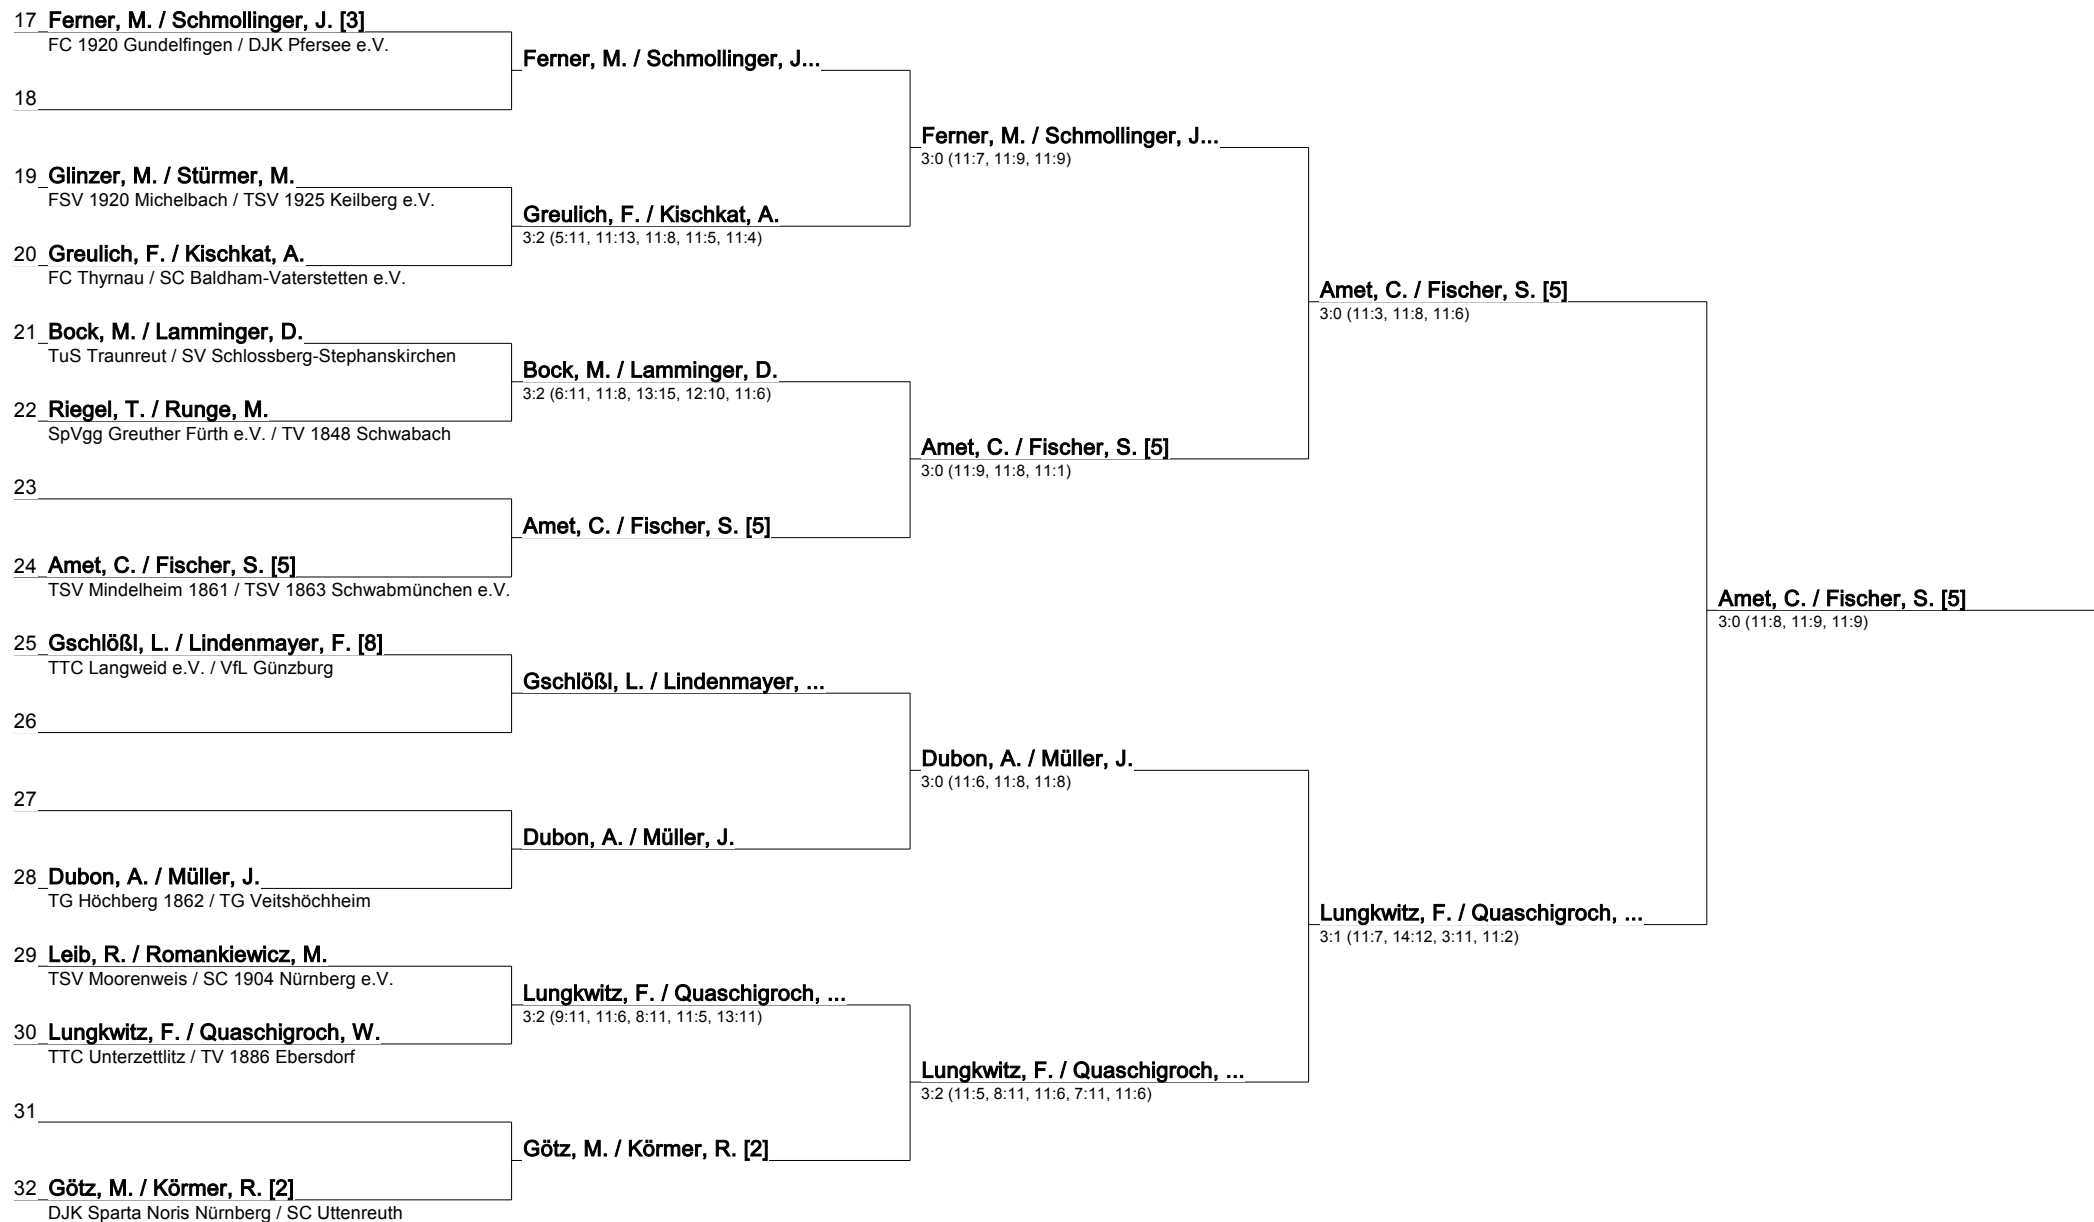 17 Ferner, M. / Schmollinger, J. [3]
FC 1920 Gundelfingen / DJK Pfersee e.V.
Ferner, M. / Schmollinger, J...
18
Ferner, M. / Schmollinger, J...
3:0 (11:7, 11:9, 11:9)
19 Glinzer, M. / Stürmer, M.
FSV 1920 Michelbach / TSV 1925 Keilberg e.V.
Greulich, F. / Kischkat, A.
3:2 (5:11, 11:13, 11:8, 11:5, 11:4)
20 Greulich, F. / Kischkat, A.
FC Thyrnau / SC Baldham-Vaterstetten e.V.
Amet, C. / Fischer, S. [5]
3:0 (11:3, 11:8, 11:6)
21 Bock, M. / Lamminger, D.
TuS Traunreut / SV Schlossberg-Stephanskirchen
Bock, M. / Lamminger, D.
3:2 (6:11, 11:8, 13:15, 12:10, 11:6)
22 Riegel, T. / Runge, M.
SpVgg Greuther Fürth e.V. / TV 1848 Schwabach
Amet, C. / Fischer, S. [5]
3:0 (11:9, 11:8, 11:1)
23
Amet, C. / Fischer, S. [5]
24 Amet, C. / Fischer, S. [5]
TSV Mindelheim 1861 / TSV 1863 Schwabmünchen e.V.
Amet, C. / Fischer, S. [5]
3:0 (11:8, 11:9, 11:9)
25 Gschlößl, L. / Lindenmayer, F. [8]
TTC Langweid e.V. / VfL Günzburg
Gschlößl, L. / Lindenmayer, ...
26
Dubon, A. / Müller, J.
3:0 (11:6, 11:8, 11:8)
27
Dubon, A. / Müller, J.
28 Dubon, A. / Müller, J.
TG Höchberg 1862 / TG Veitshöchheim
Lungkwitz, F. / Quaschigroch, ...
3:1 (11:7, 14:12, 3:11, 11:2)
29 Leib, R. / Romankiewicz, M.
TSV Moorenweis / SC 1904 Nürnberg e.V.
Lungkwitz, F. / Quaschigroch, ...
3:2 (9:11, 11:6, 8:11, 11:5, 13:11)
30 Lungkwitz, F. / Quaschigroch, W.
TTC Unterzettlitz / TV 1886 Ebersdorf
Lungkwitz, F. / Quaschigroch, ...
3:2 (11:5, 8:11, 11:6, 7:11, 11:6)
31
Götz, M. / Körmer, R. [2]
32 Götz, M. / Körmer, R. [2]
DJK Sparta Noris Nürnberg / SC Uttenreuth